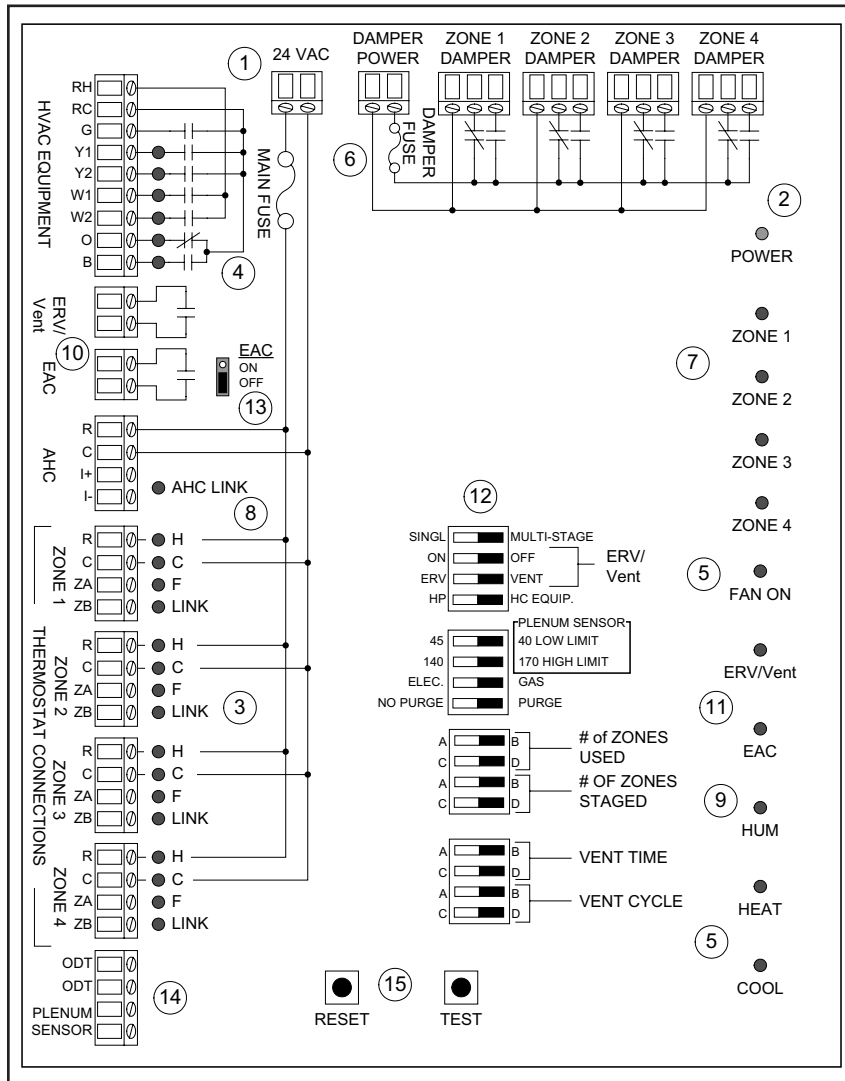 1
24 VAC
DAMPER POWER
ZONE 1 DAMPER
ZONE 2 DAMPER
ZONE 3 DAMPER
ZONE 4 DAMPER
HVAC EQUIPMENT
RH
RC
G
Y1
Y2
W1
W2
O
B
4
MAIN FUSE
6
DAMPER FUSE
2
POWER
ERV/
Vent
10
EAC
EAC
ON
OFF
13
7
ZONE 1
ZONE 2
ZONE 3
ZONE 4
AHC
R
C
I+
I-
AHC LINK
8
THERMOSTAT CONNECTIONS
ZONE 1
R H
C C
ZA F
ZB LINK
ZONE 2
R H
C C
ZA F
ZB LINK
3
ZONE 3
R H
C C
ZA F
ZB LINK
ZONE 4
R H
C C
ZA F
ZB LINK
ODT
ODT
PLENUM
SENSOR
14
12
SINGL MULTI-STAGE
ON OFF
ERV VENT
ERV/
Vent
HP HC EQUIP.
PLENUM SENSOR
45 40 LOW LIMIT
140 170 HIGH LIMIT
ELEC. GAS
NO PURGE PURGE
A B
C D
# of ZONES
USED
A B
C D
# OF ZONES
STAGED
A B
C D
VENT TIME
A B
C D
VENT CYCLE
5
FAN ON
ERV/Vent
11
EAC
9
HUM
HEAT
5
COOL
15
RESET
TEST